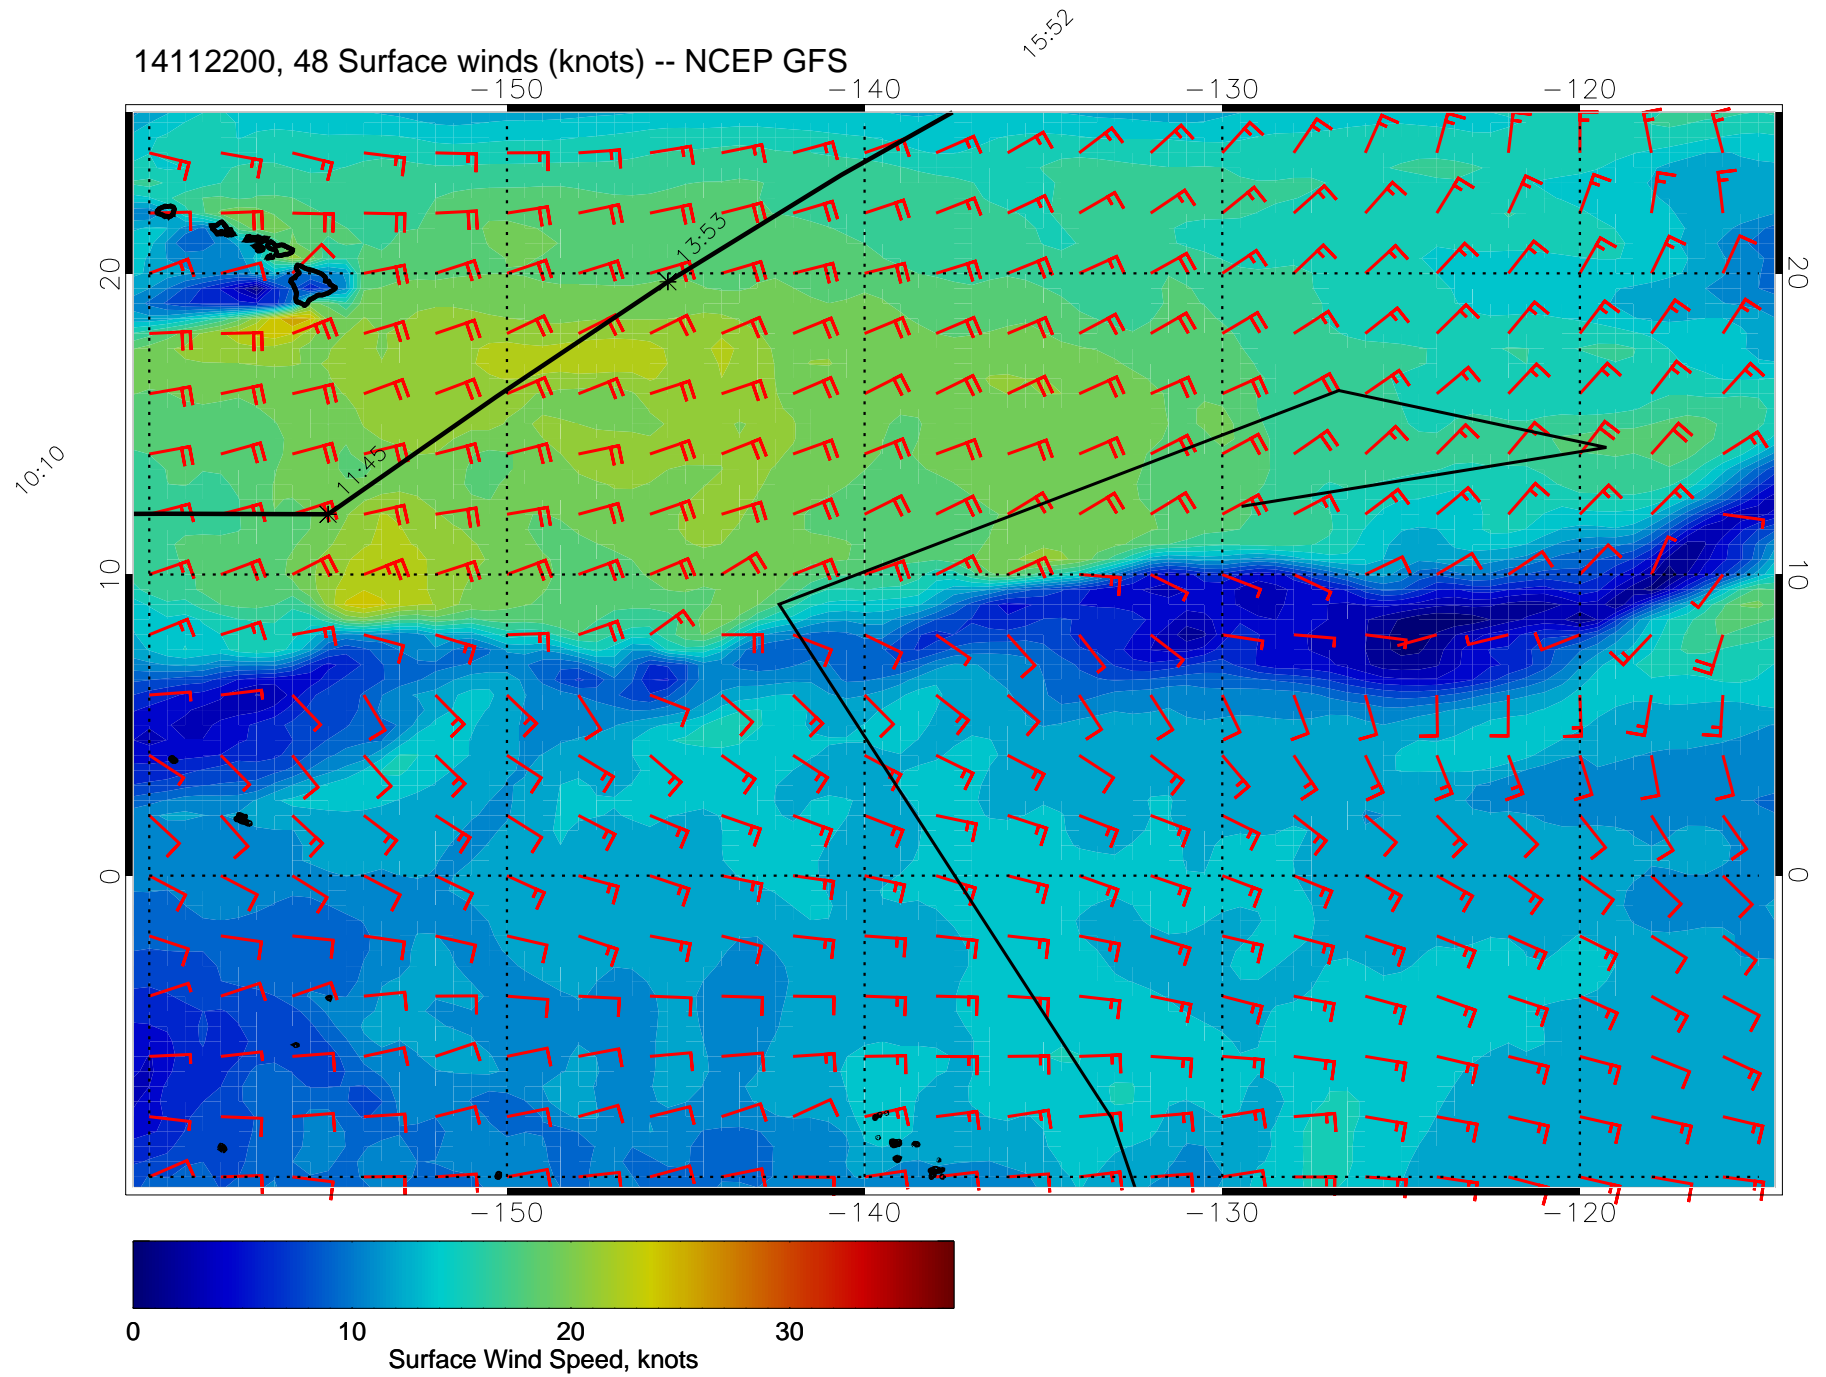 15:52
14112200, 48 Surface winds (knots) -- NCEP GFS
-150 -140 -130 -120
13:53
20 20
11:45
10:10
10 10
0 0
-150 -140 -130 -120
0 10 20 30
Surface Wind Speed, knots